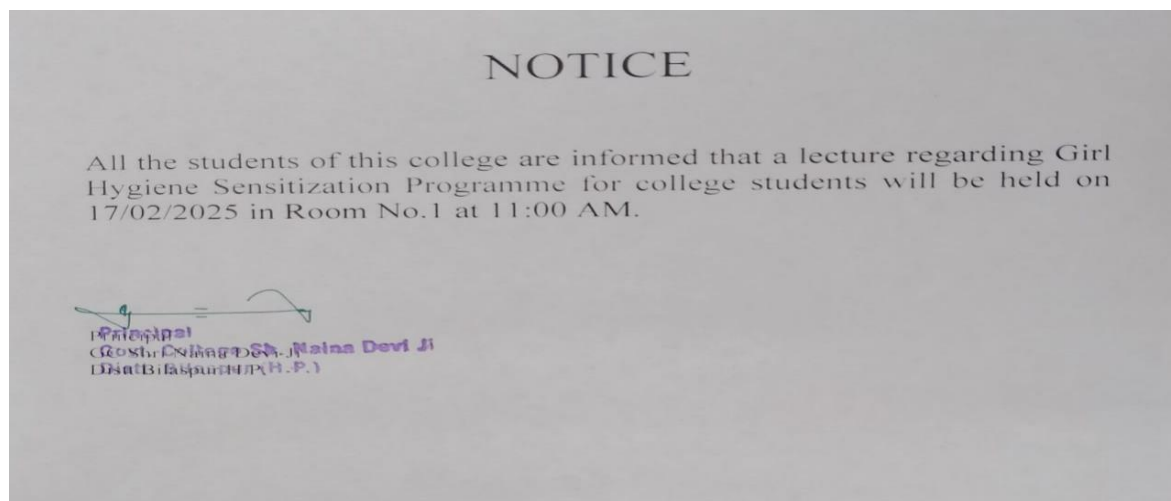 NOTICE
All the students of this college are informed that a lecture regarding Girl
Hygiene Sensitization Programme for college students will be held on
17/02/2025 in Room No.1 at 11:00 AM.
Principal
Govt. College Sh. Naina Devi Ji
Distt. Bilaspur (H.P.)